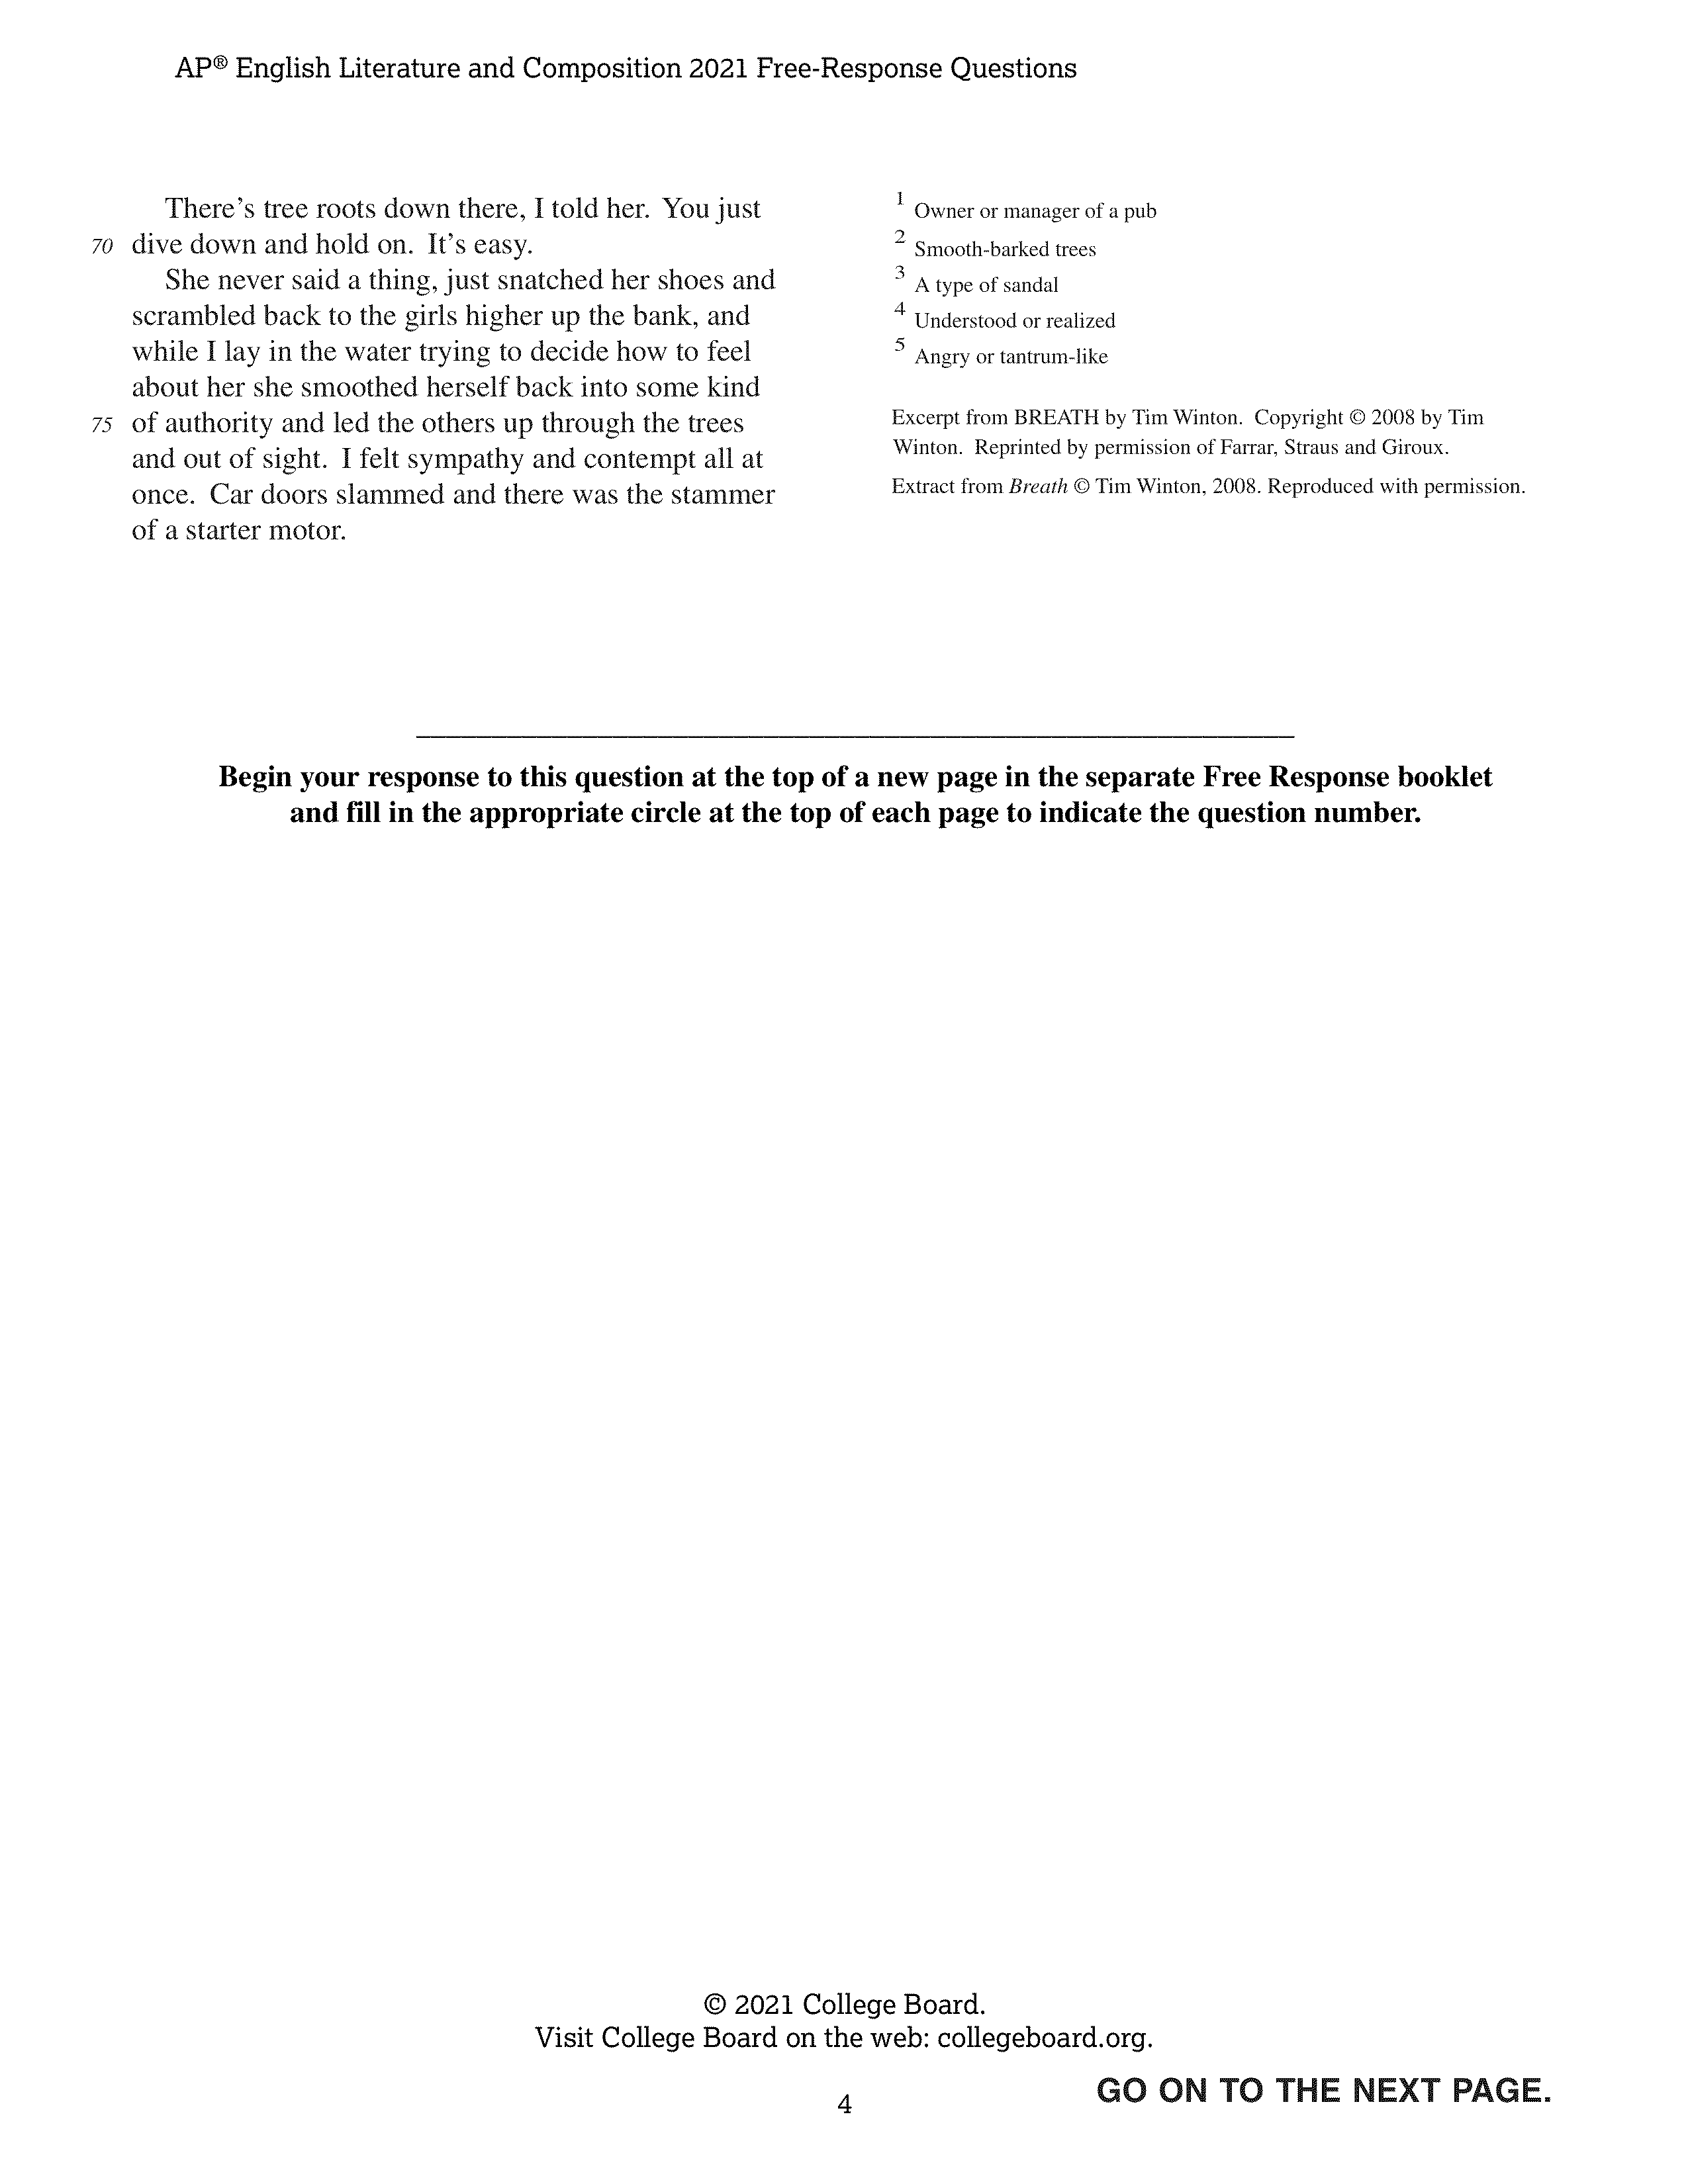 AP® English Literature and Composition 2021 Free-Response Questions
There's tree roots down there, I told her. You just
70 dive down and hold on. It's easy.
She never said a thing, just snatched her shoes and
scrambled back to the girls higher up the bank, and
while I lay in the water trying to decide how to feel
about her she smoothed herself back into some kind
75 of authority and led the others up through the trees
and out of sight. I felt sympathy and contempt all at
once. Car doors slammed and there was the stammer
of a starter motor.
1 Owner or manager of a pub
2 Smooth-barked trees
3 A type of sandal
4 Understood or realized
5 Angry or tantrum-like
Excerpt from BREATH by Tim Winton. Copyright © 2008 by Tim
Winton. Reprinted by permission of Farrar, Straus and Giroux.
Extract from Breath © Tim Winton, 2008. Reproduced with permission.
Begin your response to this question at the top of a new page in the separate Free Response booklet
and fill in the appropriate circle at the top of each page to indicate the question number.
© 2021 College Board.
Visit College Board on the web: collegeboard.org.
4
GO ON TO THE NEXT PAGE.